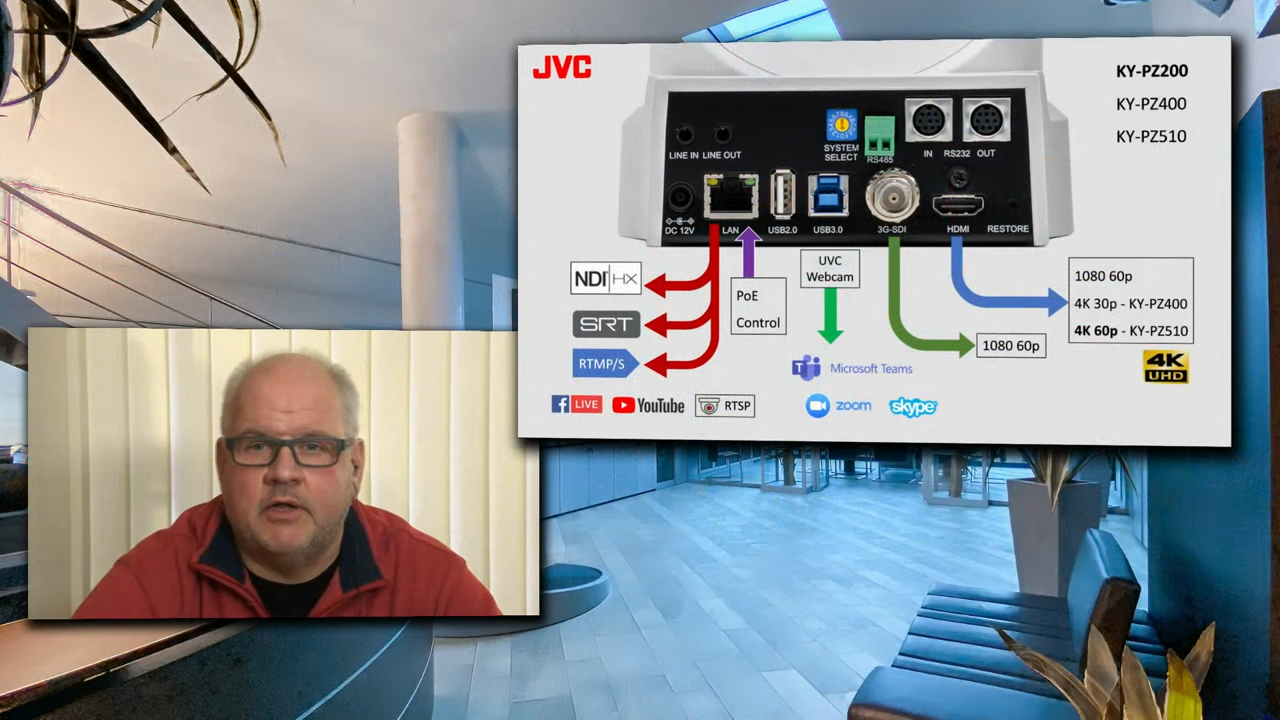 JVC
KY-PZ200
KY-PZ400
KY-PZ510
LINE IN LINE OUT
SYSTEM
SELECT
RS485
IN RS232 OUT
DC 12V
LAN
USB2.0
USB3.0
3G-SDI
HDMI
RESTORE
NDI HX
SRT
RTMP/S
PoE
Control
UVC
Webcam
1080 60p
4K 30p - KY-PZ400
4K 60p - KY-PZ510
1080 60p
4K
UHD
Microsoft Teams
f LIVE
YouTube
RTSP
zoom
skype